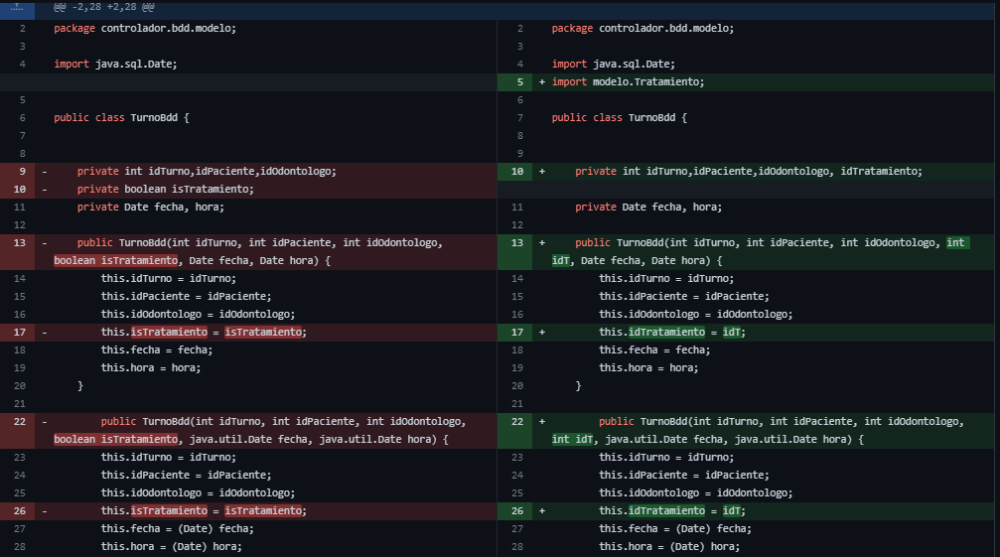 @@ -2,28 +2,28 @@
2 package controlador.bdd.modelo;
3
4 import java.sql.Date;
5
6 public class TurnoBdd {
7
8
9 - private int idTurno,idPaciente,idOdontologo;
10 - private boolean isTratamiento;
11 private Date fecha, hora;
12
13 - public TurnoBdd(int idTurno, int idPaciente, int idOdontologo,
boolean isTratamiento, Date fecha, Date hora) {
14 this.idTurno = idTurno;
15 this.idPaciente = idPaciente;
16 this.idOdontologo = idOdontologo;
17 - this.isTratamiento = isTratamiento;
18 this.fecha = fecha;
19 this.hora = hora;
20 }
21
22 - public TurnoBdd(int idTurno, int idPaciente, int idOdontologo,
boolean isTratamiento, java.util.Date fecha, java.util.Date hora) {
23 this.idTurno = idTurno;
24 this.idPaciente = idPaciente;
25 this.idOdontologo = idOdontologo;
26 - this.isTratamiento = isTratamiento;
27 this.fecha = (Date) fecha;
28 this.hora = (Date) hora;
2 package controlador.bdd.modelo;
3
4 import java.sql.Date;
5 + import modelo.Tratamiento;
6
7 public class TurnoBdd {
8
9
10 + private int idTurno,idPaciente,idOdontologo, idTratamiento;
11 private Date fecha, hora;
12
13 + public TurnoBdd(int idTurno, int idPaciente, int idOdontologo, int
idT, Date fecha, Date hora) {
14 this.idTurno = idTurno;
15 this.idPaciente = idPaciente;
16 this.idOdontologo = idOdontologo;
17 + this.idTratamiento = idT;
18 this.fecha = fecha;
19 this.hora = hora;
20 }
21
22 + public TurnoBdd(int idTurno, int idPaciente, int idOdontologo,
int idT, java.util.Date fecha, java.util.Date hora) {
23 this.idTurno = idTurno;
24 this.idPaciente = idPaciente;
25 this.idOdontologo = idOdontologo;
26 + this.idTratamiento = idT;
27 this.fecha = (Date) fecha;
28 this.hora = (Date) hora;